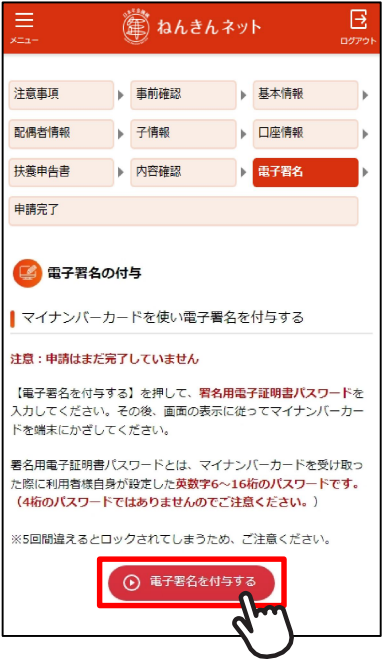 メニュー
ねんきんネット
ログアウト
注意事項
事前確認
基本情報
配偶者情報
子情報
口座情報
扶養申告書
内容確認
電子署名
申請完了
電子署名の付与
マイナンバーカードを使い電子署名を付与する
注意：申請はまだ完了していません
【電子署名を付与する】を押して、署名用電子証明書パスワードを
入力してください。その後、画面の表示に従ってマイナンバーカー
ドを端末にかざしてください。
署名用電子証明書パスワードとは、マイナンバーカードを受け取っ
た際に利用者様自身が設定した英数字6～16桁のパスワードです。
（4桁のパスワードではありませんのでご注意ください。）
※5回間違えるとロックされてしまうため、ご注意ください。
電子署名を付与する